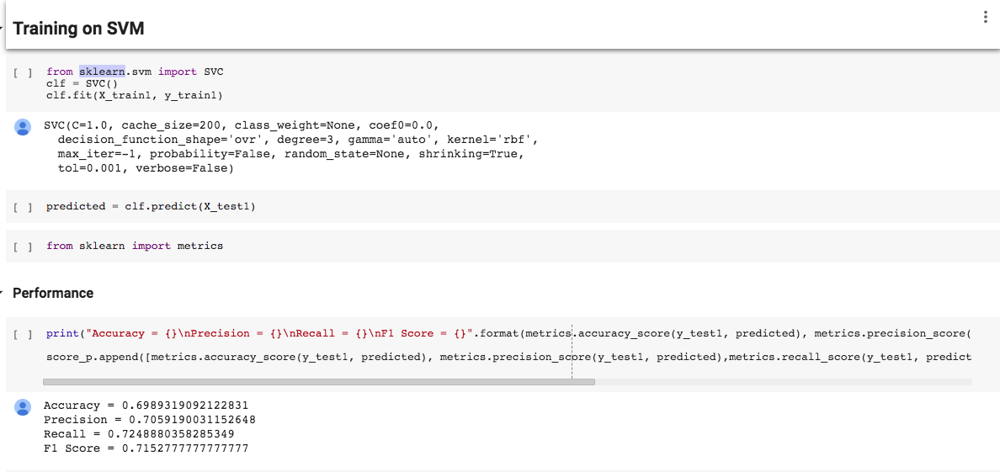 Training on SVM
[ ] from sklearn.svm import SVC
clf = SVC()
clf.fit(X_train1, y_train1)
SVC(C=1.0, cache_size=200, class_weight=None, coef0=0.0,
decision_function_shape='ovr', degree=3, gamma='auto', kernel='rbf',
max_iter=-1, probability=False, random_state=None, shrinking=True,
tol=0.001, verbose=False)
[ ] predicted = clf.predict(X_test1)
[ ] from sklearn import metrics
Performance
[ ] print("Accuracy = {}\nPrecision = {}\nRecall = {}\nF1 Score = {}".format(metrics.accuracy_score(y_test1, predicted), metrics.precision_score(
score_p.append([metrics.accuracy_score(y_test1, predicted), metrics.precision_score(y_test1, predicted),metrics.recall_score(y_test1, predict
Accuracy = 0.6989319092122831
Precision = 0.7059190031152648
Recall = 0.7248880358285349
F1 Score = 0.7152777777777777